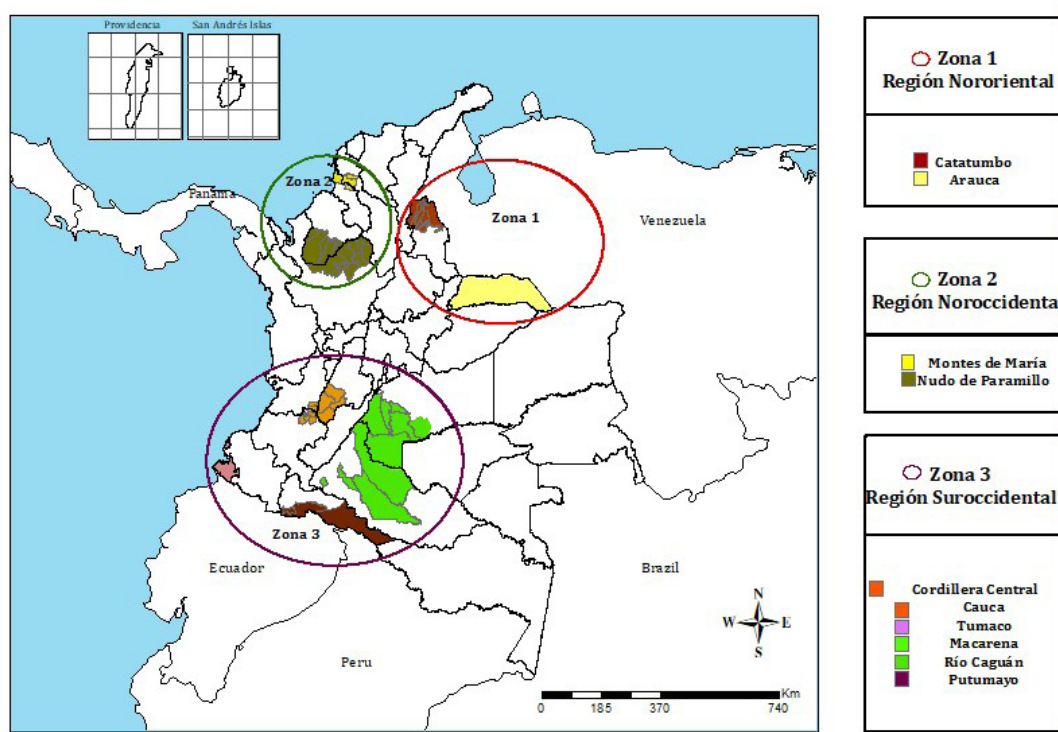 Providencia
San Andrés Islas
Zona 2
Panama
Zona 1
Venezuela
Zona 3
Ecuador
Brazil
Peru
N
W E
S
Km
0 185 370 740
Zona 1
Región Nororiental
Catatumbo
Arauca
Zona 2
Región Noroccidenta
Montes de María
Nudo de Paramillo
Zona 3
Región Suroccidental
Cordillera Central
Cauca
Tumaco
Macarena
Río Caguán
Putumayo